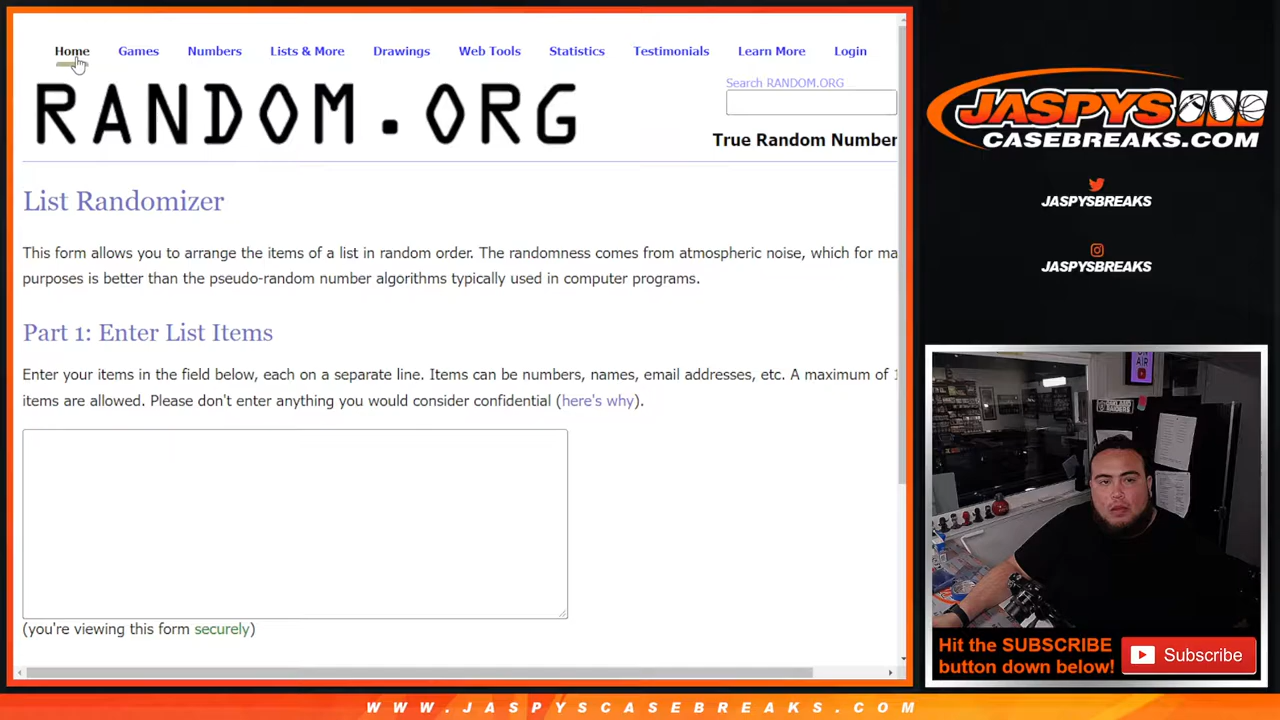 Home Games Numbers Lists & More Drawings Web Tools Statistics Testimonials Learn More Login
RANDOM.ORG
Search RANDOM.ORG
True Random Number
List Randomizer
This form allows you to arrange the items of a list in random order. The randomness comes from atmospheric noise, which for ma
purposes is better than the pseudo-random number algorithms typically used in computer programs.
Part 1: Enter List Items
Enter your items in the field below, each on a separate line. Items can be numbers, names, email addresses, etc. A maximum of 1
items are allowed. Please don't enter anything you would consider confidential (here's why).
(you're viewing this form securely)
JASPYS
CASEBREAKS.COM
JASPYSBREAKS
JASPYSBREAKS
ON
AIR
OAKLAND
RAIDERS
Hit the SUBSCRIBE
button down below!
Subscribe
WWW.JASPYSCASEBREAKS.COM